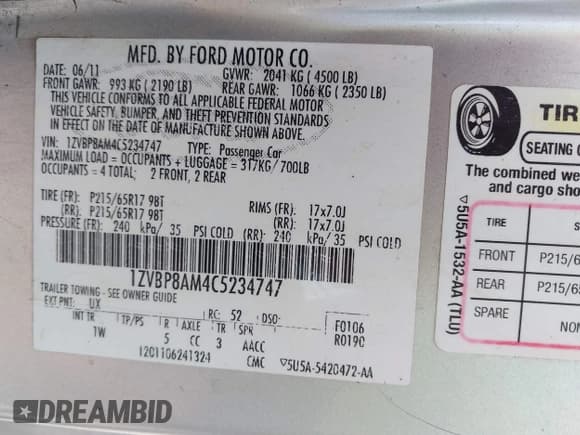 MFD. BY FORD MOTOR CO.
DATE: 06/11 GVWR: 2041 KG (4500 LB)
FRONT GAWR: 993 KG (2190 LB) REAR GAWR: 1066 KG (2350 LB)
THIS VEHICLE CONFORMS TO ALL APPLICABLE FEDERAL MOTOR
VEHICLE SAFETY, BUMPER, AND THEFT PREVENTION STANDARDS
IN EFFECT ON THE DATE OF MANUFACTURE SHOWN ABOVE.
VIN: 1ZVBP8AM4C5234747 TYPE: Passenger Car
MAXIMUM LOAD = OCCUPANTS + LUGGAGE = 317KG/700LB
OCCUPANTS = 4 TOTAL; 2 FRONT, 2 REAR
TIRE (FR): P215/65R17 98T RIMS (FR): 17x7.0J
(RR): P215/65R17 98T (RR): 17x7.0J
PRESSURE (FR): 240 kPa/ 35 PSI COLD (RR) 240 kPa/ 35 PSI COLD
1ZVBP8AM4C5234747
TRAILER TOWING - SEE OWNER GUIDE
EXT PNT: UX RC: 52 DSO: F0106
R0190
INT TR TP/PS R AXLE TR SPR
1W 5 CC 3 AACC
1201106241324 CMC ▽5U5A-5420472-AA
▽5U5A-1532-AA (TLU)
TIR
SEATING C
The combined we
and cargo sho
TIRE S
FRONT P215/6
REAR P215/65
SPARE NON
DREAMBID